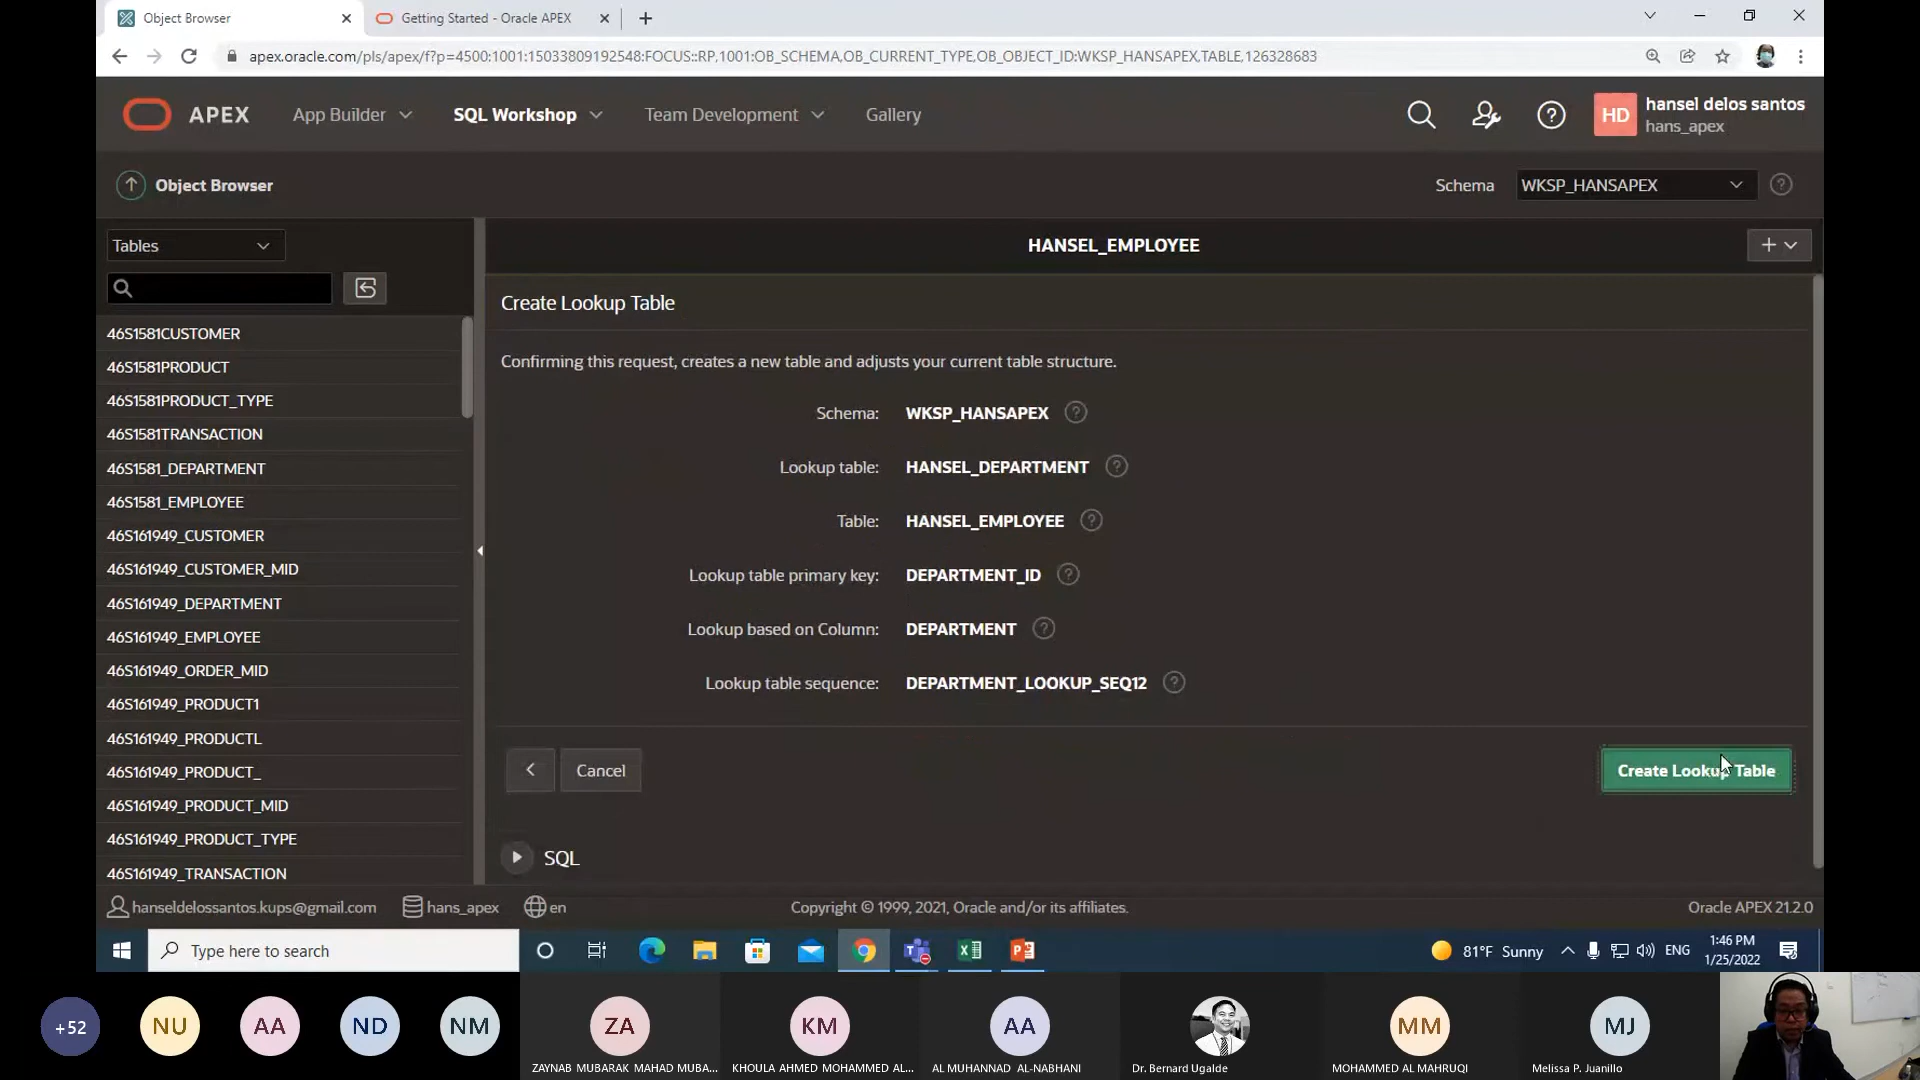 Object Browser
Getting Started - Oracle APEX
apex.oracle.com/pls/apex/f?p=4500:1001:15033809192548:FOCUS::RP,1001:OB_SCHEMA,OB_CURRENT_TYPE,OB_OBJECT_ID:WKSP_HANSAPEX,TABLE,126328683
APEX
App Builder
SQL Workshop
Team Development
Gallery
HD
hansel delos santos
hans_apex
Object Browser
Schema
WKSP_HANSAPEX
Tables
HANSEL_EMPLOYEE
46S1581CUSTOMER
46S1581PRODUCT
46S1581PRODUCT_TYPE
46S1581TRANSACTION
46S1581_DEPARTMENT
46S1581_EMPLOYEE
46S161949_CUSTOMER
46S161949_CUSTOMER_MID
46S161949_DEPARTMENT
46S161949_EMPLOYEE
46S161949_ORDER_MID
46S161949_PRODUCT1
46S161949_PRODUCTL
46S161949_PRODUCT_
46S161949_PRODUCT_MID
46S161949_PRODUCT_TYPE
46S161949_TRANSACTION
Create Lookup Table
Confirming this request, creates a new table and adjusts your current table structure.
Schema: WKSP_HANSAPEX
Lookup table: HANSEL_DEPARTMENT
Table: HANSEL_EMPLOYEE
Lookup table primary key: DEPARTMENT_ID
Lookup based on Column: DEPARTMENT
Lookup table sequence: DEPARTMENT_LOOKUP_SEQ12
Cancel
Create Lookup Table
SQL
hanseldelossantos.kups@gmail.com
hans_apex
en
Copyright © 1999, 2021, Oracle and/or its affiliates.
Oracle APEX 21.2.0
Type here to search
81°F Sunny
ENG
1:46 PM
1/25/2022
+52
NU
AA
ND
NM
ZA
KM
AA
MM
MJ
ZAYNAB MUBARAK MAHAD MUBA...
KHOULA AHMED MOHAMMED AL...
AL MUHANNAD AL-NABHANI
Dr. Bernard Ugalde
MOHAMMED AL MAHRUQI
Melissa P. Juanillo